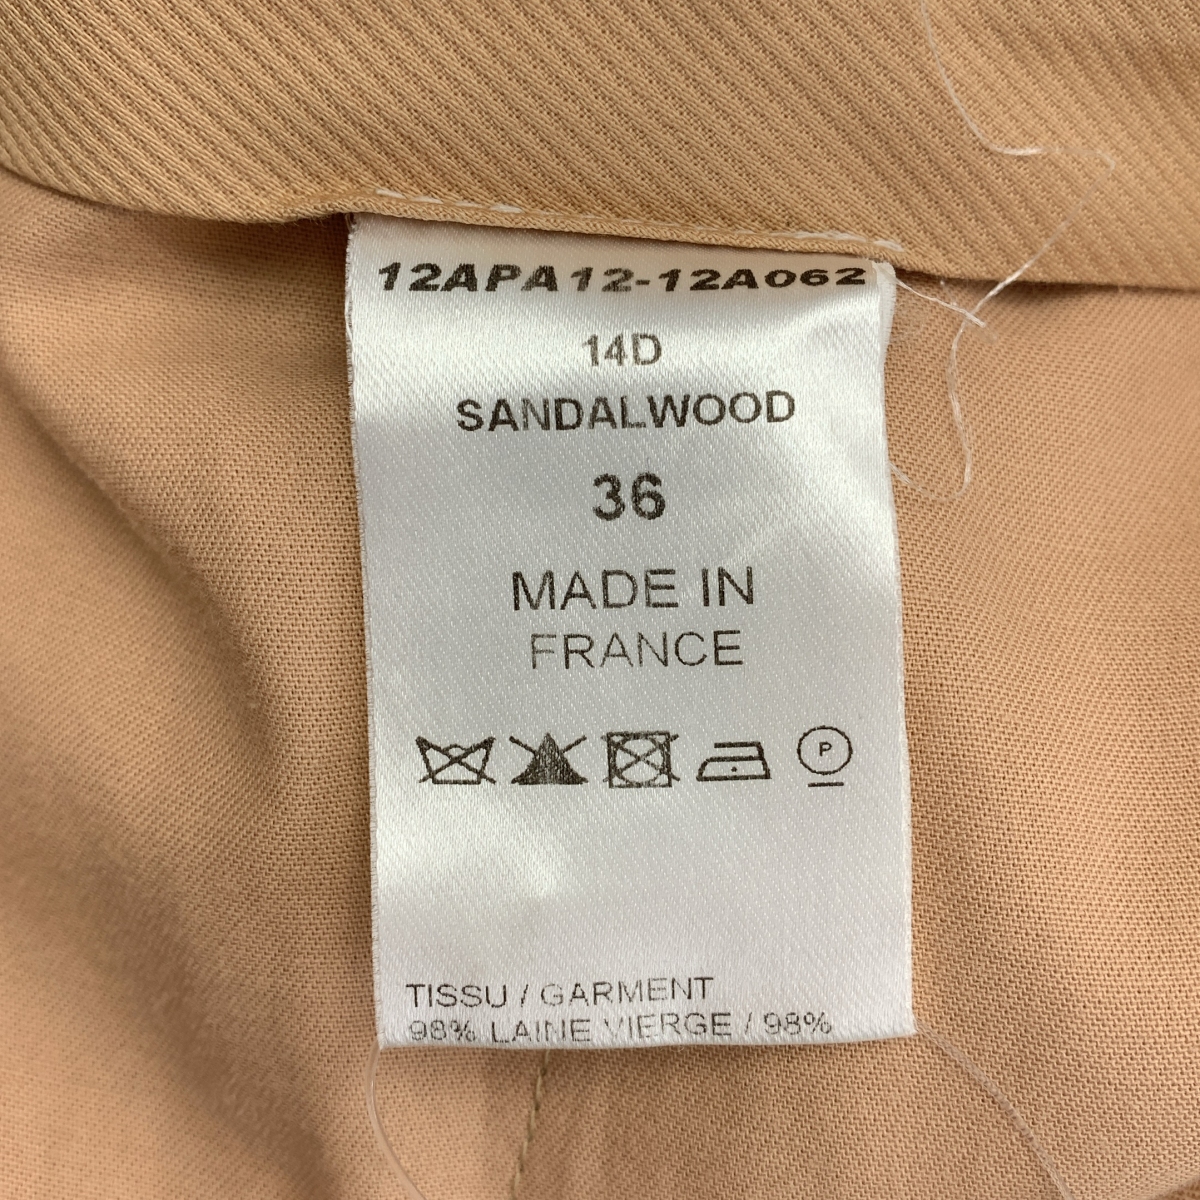 12APA12-12A062
14D
SANDALWOOD
36
MADE IN
FRANCE
P
TISSU / GARMENT
98% LAINE VIERGE / 98%